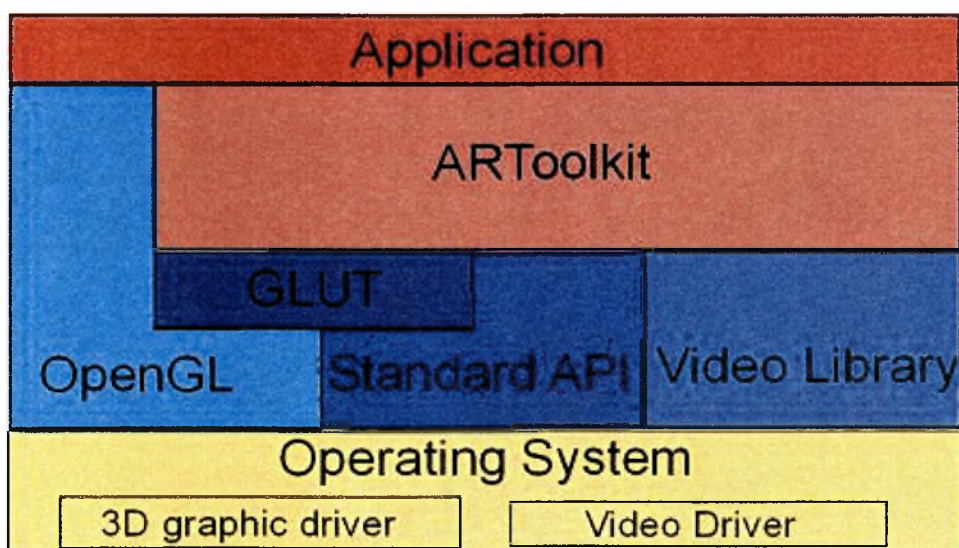 Application
ARToolkit
GLUT
OpenGL
Standard API
Video Library
Operating System
3D graphic driver
Video Driver